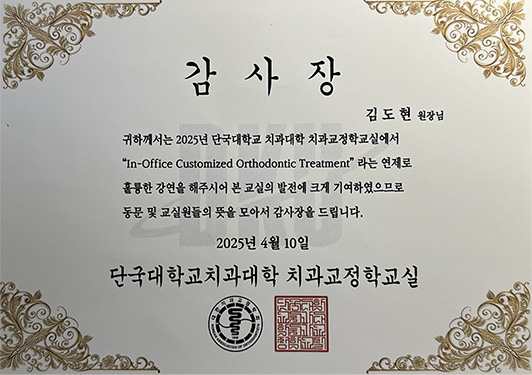 감 사 장
김도현 원장님
귀하께서는 2025년 단국대학교 치과대학 치과교정학교실에서
“In-Office Customized Orthodontic Treatment” 라는 연제로
훌륭한 강연을 해주시어 본 교실의 발전에 크게 기여하였으므로
동문 및 교실원들의 뜻을 모아서 감사장을 드립니다.
2025년 4월 10일
단국대학교치과대학 치과교정학교실